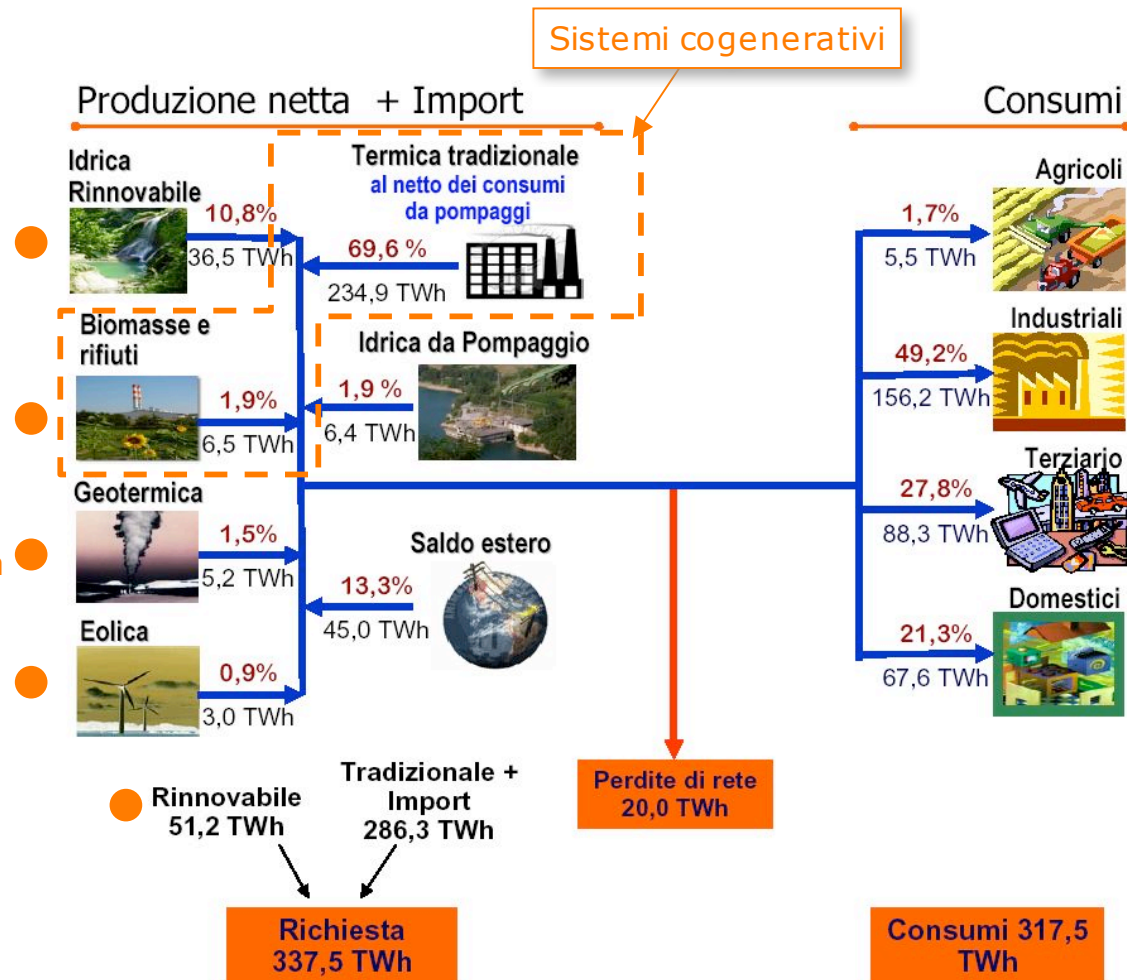 Sistemi cogenerativi
Produzione netta + Import
Consumi
Idrica
Rinnovabile
10,8%
36,5 TWh
Termica tradizionale
al netto dei consumi
da pompaggi
69,6 %
234,9 TWh
Biomasse e
rifiuti
1,9%
6,5 TWh
Idrica da Pompaggio
1,9 %
6,4 TWh
Geotermica
1,5%
5,2 TWh
Saldo estero
13,3%
45,0 TWh
Eolica
0,9%
3,0 TWh
Agricoli
1,7%
5,5 TWh
Industriali
49,2%
156,2 TWh
Terziario
27,8%
88,3 TWh
Domestici
21,3%
67,6 TWh
Perdite di rete
20,0 TWh
Rinnovabile
51,2 TWh
Tradizionale +
Import
286,3 TWh
Richiesta
337,5 TWh
Consumi 317,5
TWh